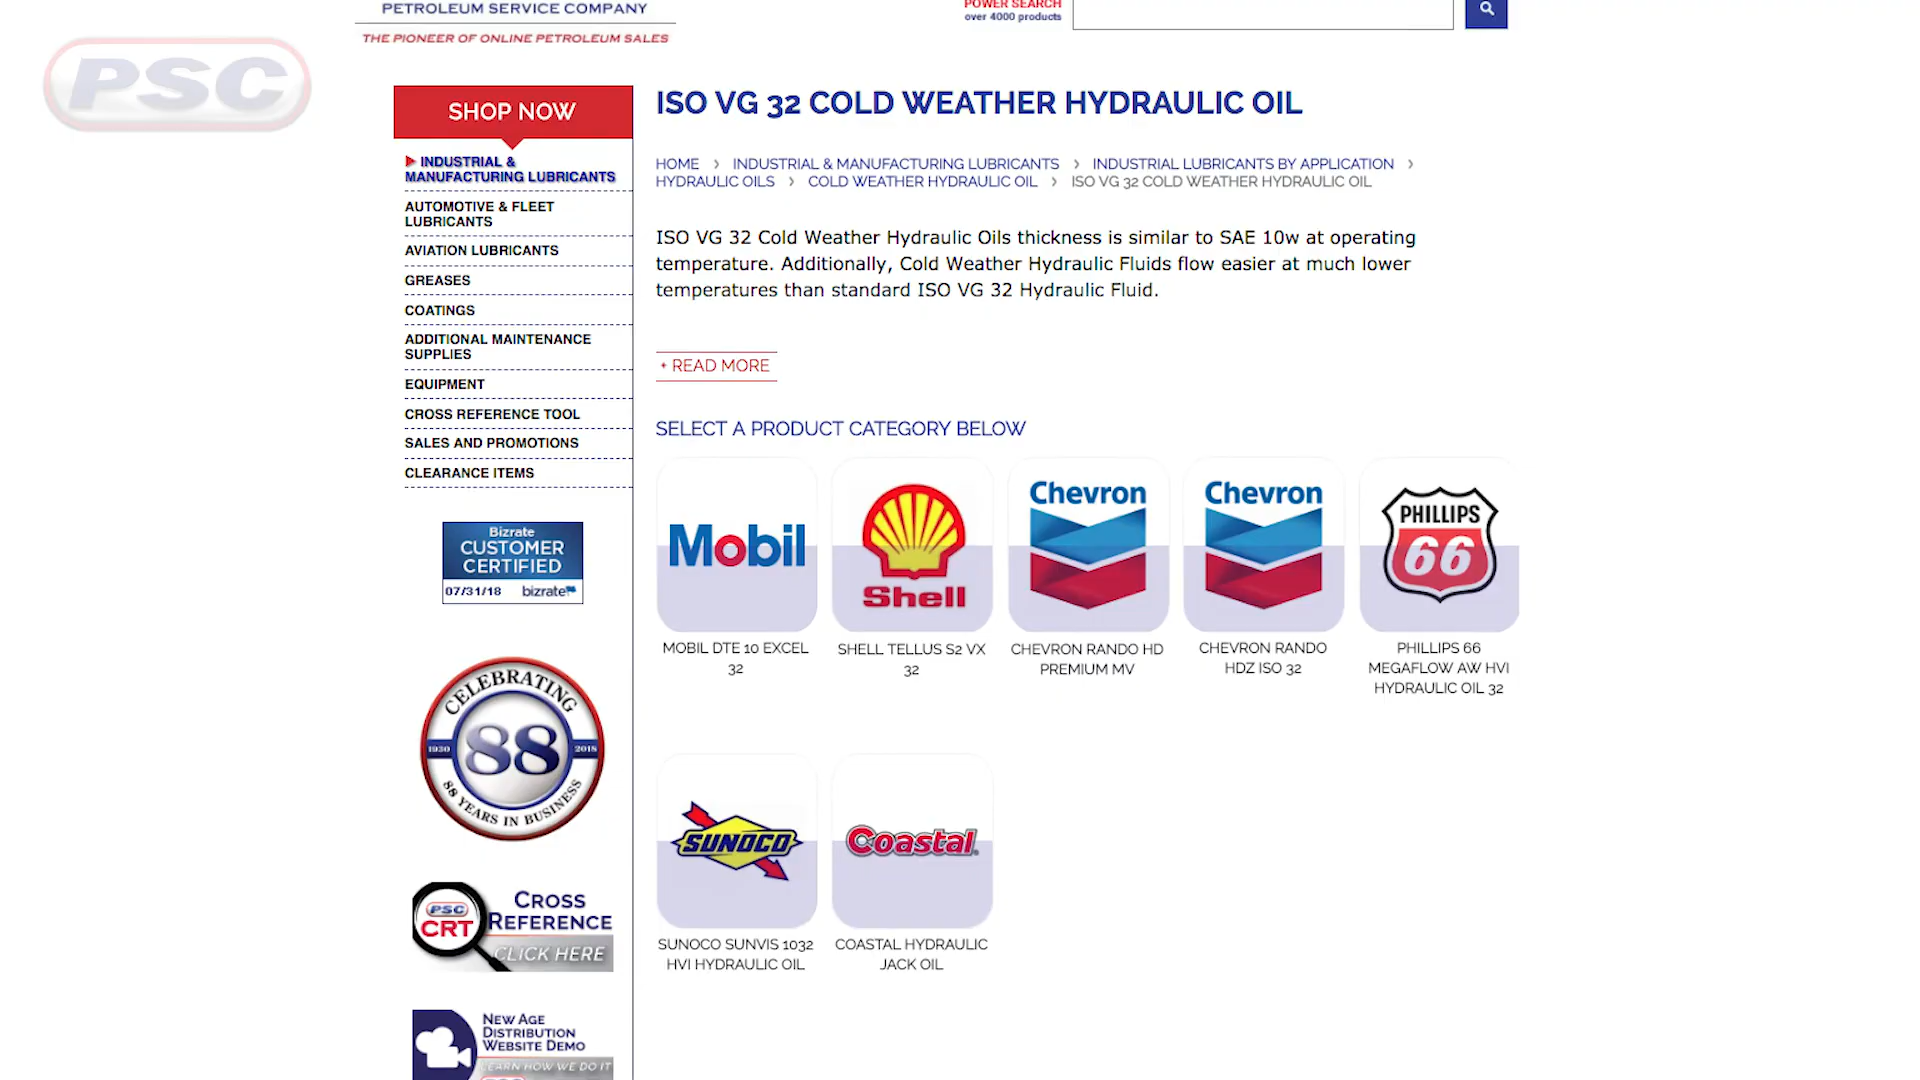 PETROLEUM SERVICE COMPANY
THE PIONEER OF ONLINE PETROLEUM SALES
POWER SEARCH
over 4000 products
PSC
SHOP NOW
INDUSTRIAL &
MANUFACTURING LUBRICANTS
AUTOMOTIVE & FLEET
LUBRICANTS
AVIATION LUBRICANTS
GREASES
COATINGS
ADDITIONAL MAINTENANCE
SUPPLIES
EQUIPMENT
CROSS REFERENCE TOOL
SALES AND PROMOTIONS
CLEARANCE ITEMS
Bizrate
CUSTOMER
CERTIFIED
07/31/18 bizrate
CELEBRATING
1930 88 2018
88 YEARS IN BUSINESS
PSC
CRT
CROSS
REFERENCE
CLICK HERE
NEW AGE
DISTRIBUTION
WEBSITE DEMO
LEARN HOW WE DO IT
ISO VG 32 COLD WEATHER HYDRAULIC OIL
HOME > INDUSTRIAL & MANUFACTURING LUBRICANTS > INDUSTRIAL LUBRICANTS BY APPLICATION >
HYDRAULIC OILS > COLD WEATHER HYDRAULIC OIL > ISO VG 32 COLD WEATHER HYDRAULIC OIL
ISO VG 32 Cold Weather Hydraulic Oils thickness is similar to SAE 10w at operating
temperature. Additionally, Cold Weather Hydraulic Fluids flow easier at much lower
temperatures than standard ISO VG 32 Hydraulic Fluid.
+ READ MORE
SELECT A PRODUCT CATEGORY BELOW
Mobil
MOBIL DTE 10 EXCEL
32
Shell
SHELL TELLUS S2 VX
32
Chevron
CHEVRON RANDO HD
PREMIUM MV
Chevron
CHEVRON RANDO
HDZ ISO 32
PHILLIPS
66
PHILLIPS 66
MEGAFLOW AW HVI
HYDRAULIC OIL 32
SUNOCO
SUNOCO SUNVIS 1032
HVI HYDRAULIC OIL
Coastal
COASTAL HYDRAULIC
JACK OIL